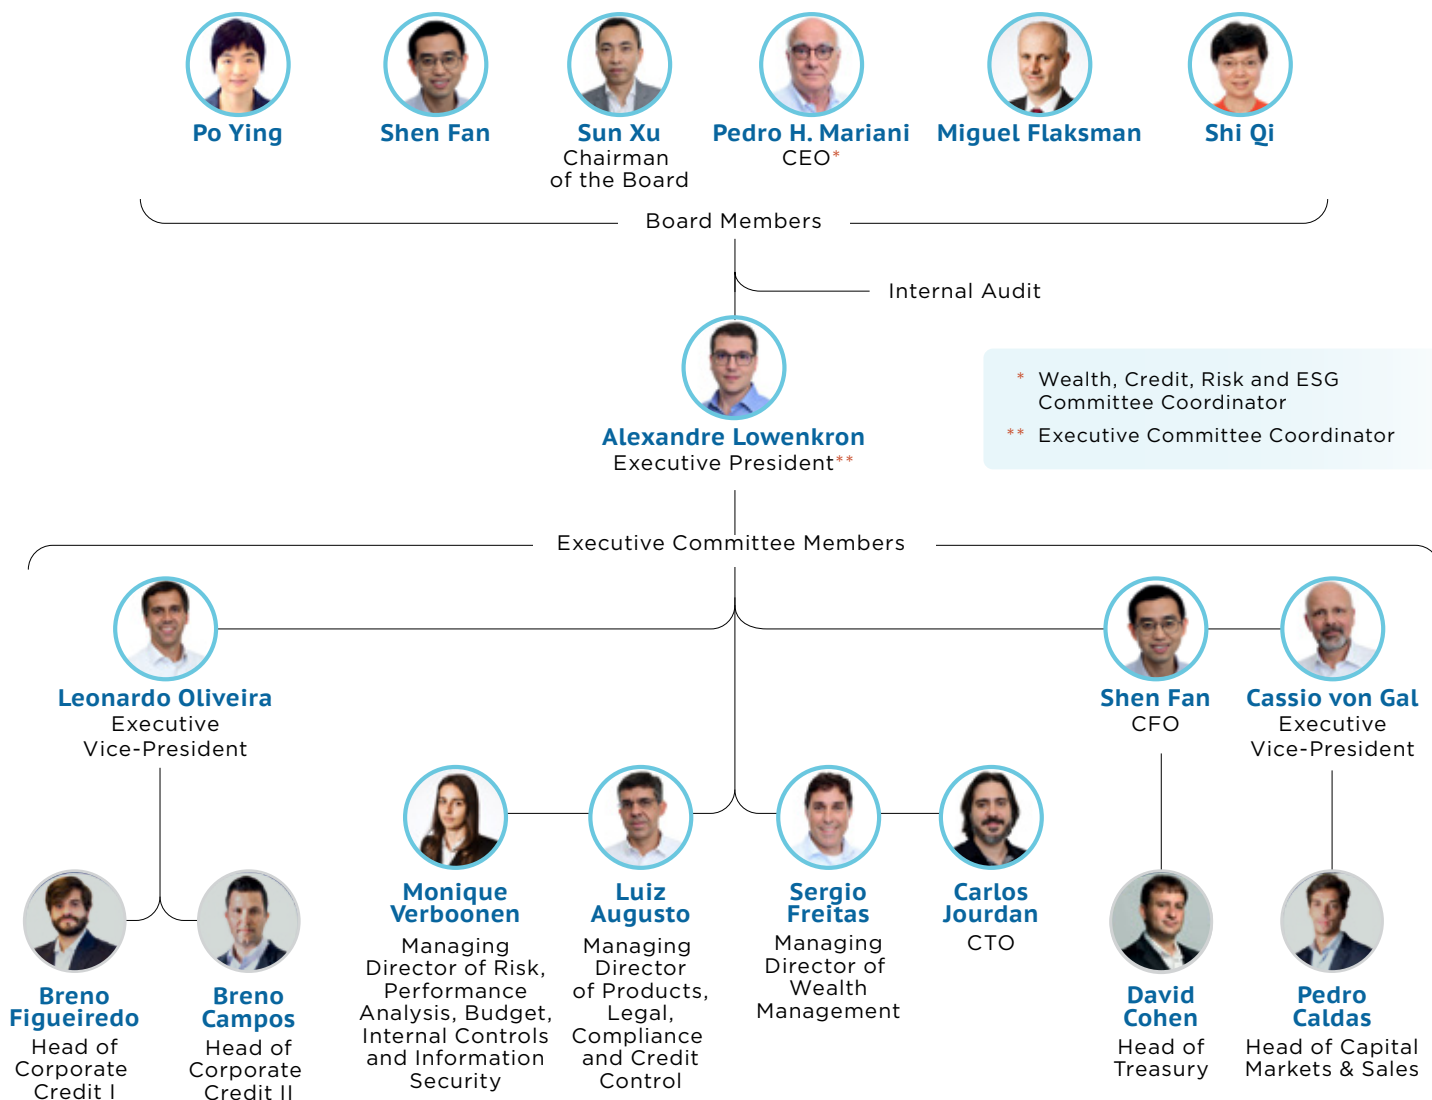 Po Ying
Shen Fan
Sun Xu
Chairman
of the Board
Pedro H. Mariani
CEO*
Miguel Flaksman
Shi Qi
Board Members
Internal Audit
Alexandre Lowenkron
Executive President**
* Wealth, Credit, Risk and ESG
Committee Coordinator
** Executive Committee Coordinator
Executive Committee Members
Leonardo Oliveira
Executive
Vice-President
Shen Fan
CFO
Cassio von Gal
Executive
Vice-President
Monique
Verboonen
Managing
Director of Risk,
Performance
Analysis, Budget,
Internal Controls
and Information
Security
Luiz
Augusto
Managing
Director
of Products,
Legal,
Compliance
and Credit
Control
Sergio
Freitas
Managing
Director of
Wealth
Management
Carlos
Jourdan
CTO
Breno
Figueiredo
Head of
Corporate
Credit I
Breno
Campos
Head of
Corporate
Credit II
David
Cohen
Head of
Treasury
Pedro
Caldas
Head of Capital
Markets & Sales